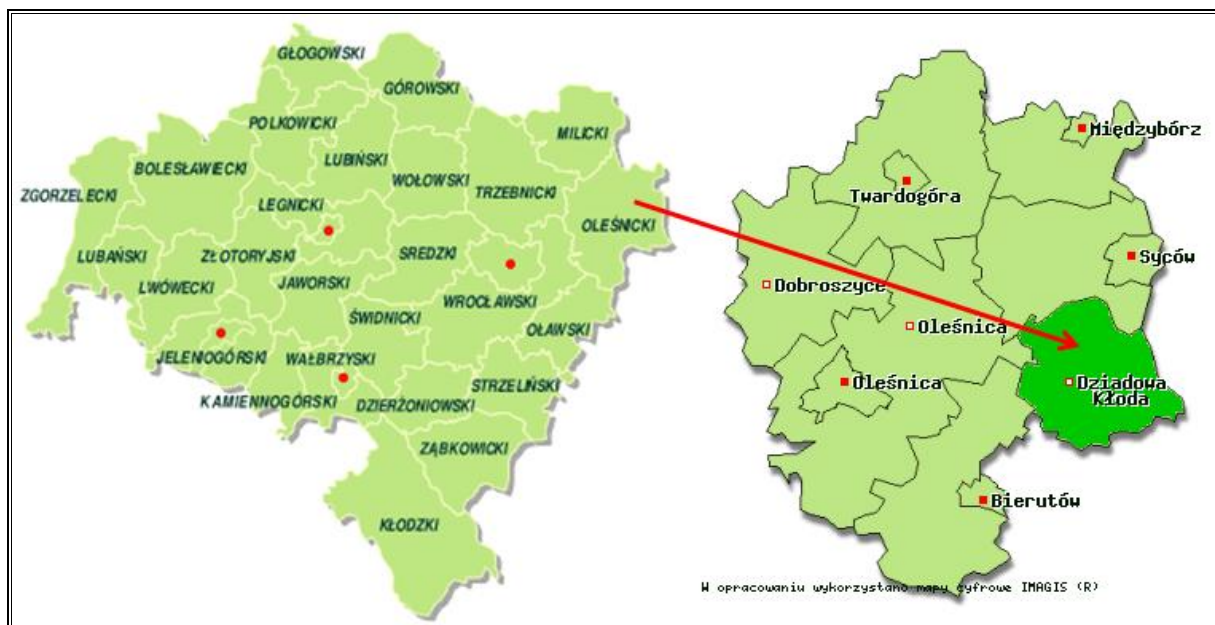 GŁOGOWSKI
GÓROWSKI
POLKOWICKI
MILICKI
LUBIŃSKI
BOLESŁAWIECKI
WOŁOWSKI
TRZEBNICKI
ZGORZELECKI
LEGNICKI
OLEŚNICKI
LUBAŃSKI
ZŁOTORYJSKI
SREDZKI
JAWORSKI
LWÓWECKI
WROCŁAWSKI
ŚWIDNICKI
OŁAWSKI
JELENIOGÓRSKI
WAŁBRZYSKI
STRZELIŃSKI
KAMIENNOGÓRSKI
DZIERŻONIOWSKI
ZĄBKOWICKI
KŁODZKI
Międzybórz
Twardogóra
Syców
Dobroszyce
Oleśnica
Oleśnica
Dziadowa
Kłoda
Bierutów
W opracowaniu wykorzystano mapy cyfrowe IMAGIS (R)